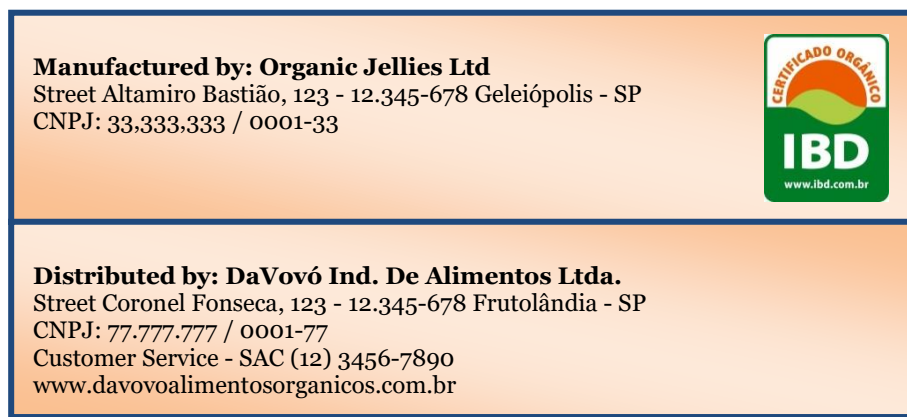 Manufactured by: Organic Jellies Ltd
Street Altamiro Bastião, 123 - 12.345-678 Geleiópolis - SP
CNPJ: 33,333,333 / 0001-33
CERTIFICADO ORGÂNICO
IBD
www.ibd.com.br
Distributed by: DaVovó Ind. De Alimentos Ltda.
Street Coronel Fonseca, 123 - 12.345-678 Frutolândia - SP
CNPJ: 77.777.777 / 0001-77
Customer Service - SAC (12) 3456-7890
www.davovoalimentosorganicos.com.br